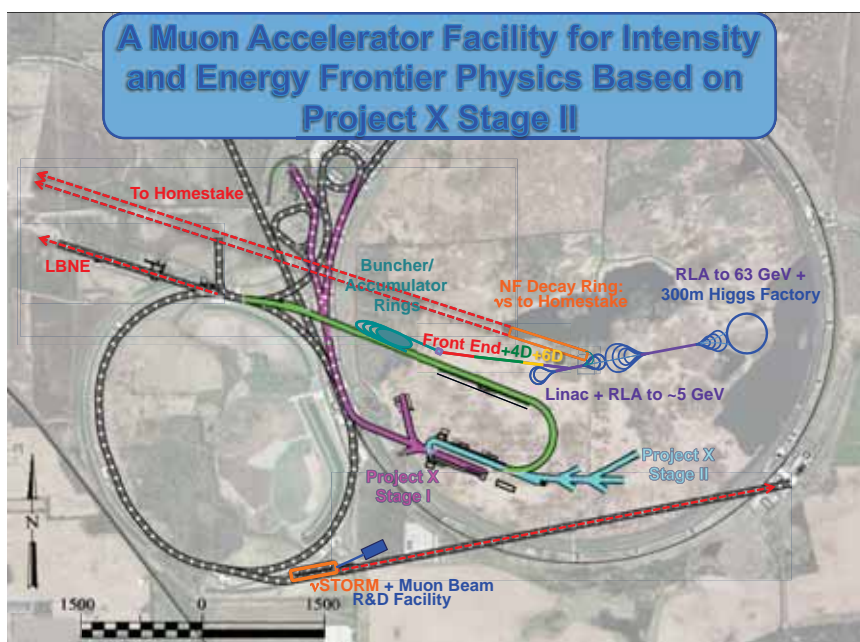 A Muon Accelerator Facility for Intensity
and Energy Frontier Physics Based on
Project X Stage II
To Homestake
LBNE
Buncher/
Accumulator
Rings
NF Decay Ring:
νs to Homestake
RLA to 63 GeV +
300m Higgs Factory
Front End+4D+6D
Linac + RLA to ~5 GeV
Project X
Stage I
Project X
Stage II
N
νSTORM + Muon Beam
R&D Facility
1500 0 1500